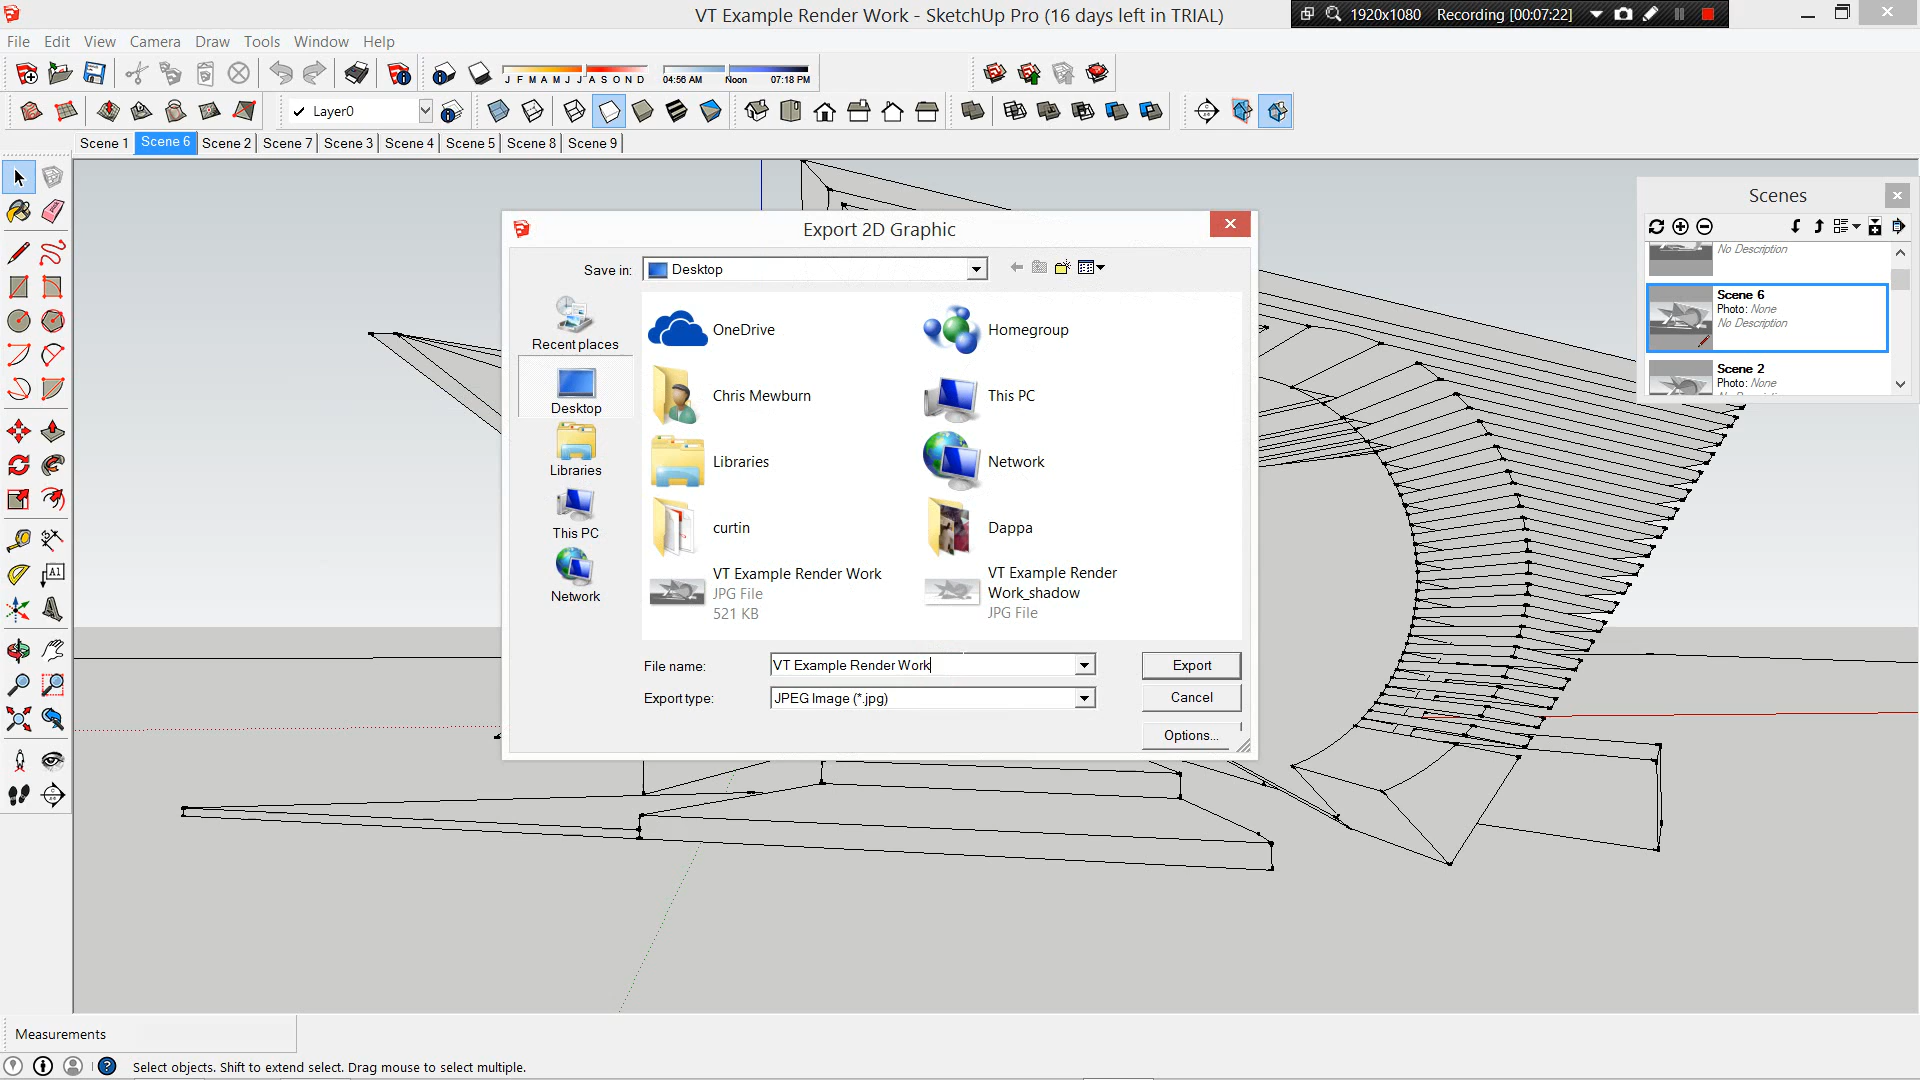 VT Example Render Work - SketchUp Pro (16 days left in TRIAL)
1920x1080 Recording [00:07:22]
File Edit View Camera Draw Tools Window Help
J F M A M J J A S O N D
04:56 AM Noon 07:18 PM
Layer0
Scene 1 Scene 6 Scene 2 Scene 7 Scene 3 Scene 4 Scene 5 Scene 8 Scene 9
Scenes
No Description
Scene 6
Photo: None
No Description
Scene 2
Photo: None
Export 2D Graphic
Save in: Desktop
Recent places
Desktop
Libraries
This PC
Network
OneDrive
Homegroup
Chris Mewburn
This PC
Libraries
Network
curtin
Dappa
VT Example Render Work
JPG File
521 KB
VT Example Render
Work_shadow
JPG File
File name: VT Example Render Work
Export
Export type: JPEG Image (*.jpg)
Cancel
Options...
A1
Measurements
Select objects. Shift to extend select. Drag mouse to select multiple.